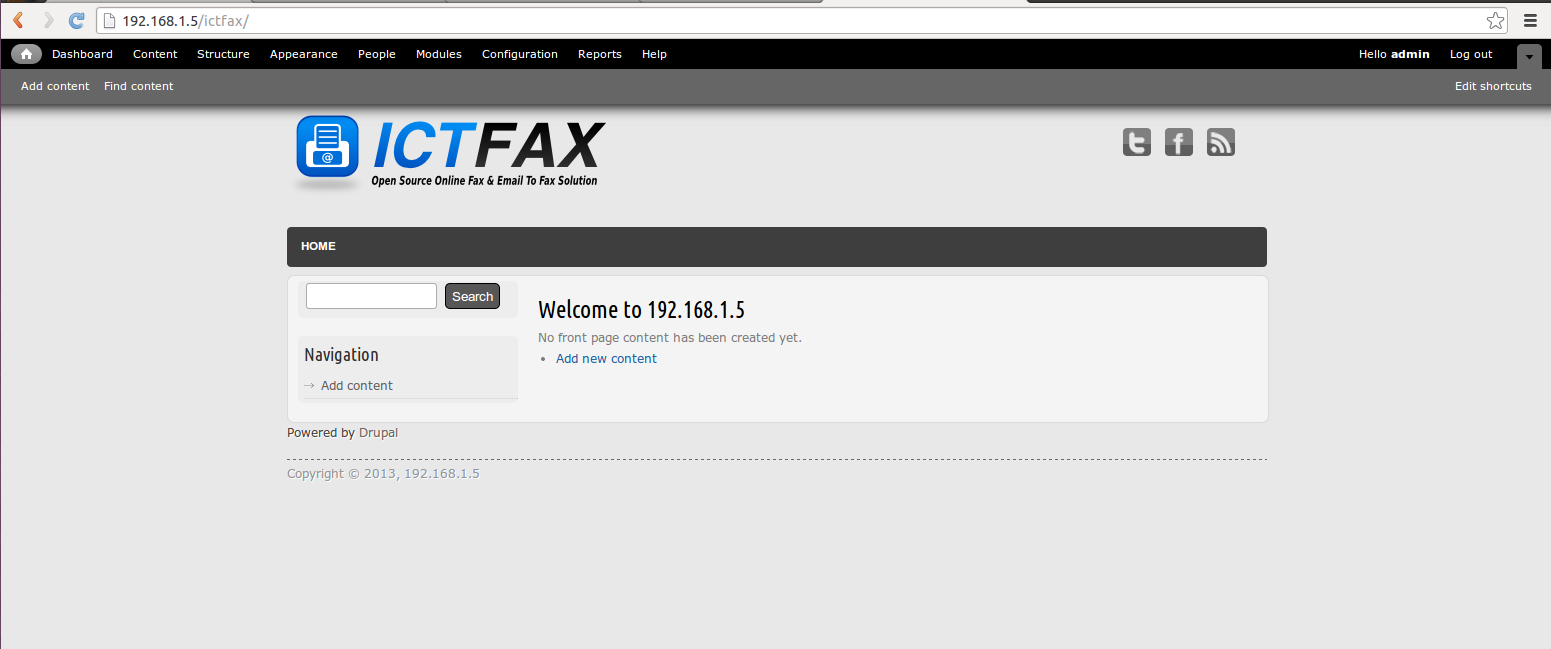 192.168.1.5/ictfax/
Dashboard Content Structure Appearance People Modules Configuration Reports Help Hello admin Log out
Add content Find content Edit shortcuts
@ ICTFAX
Open Source Online Fax & Email To Fax Solution
t f
HOME
Search
Welcome to 192.168.1.5
No front page content has been created yet.
Add new content
Navigation
Add content
Powered by Drupal
Copyright © 2013, 192.168.1.5